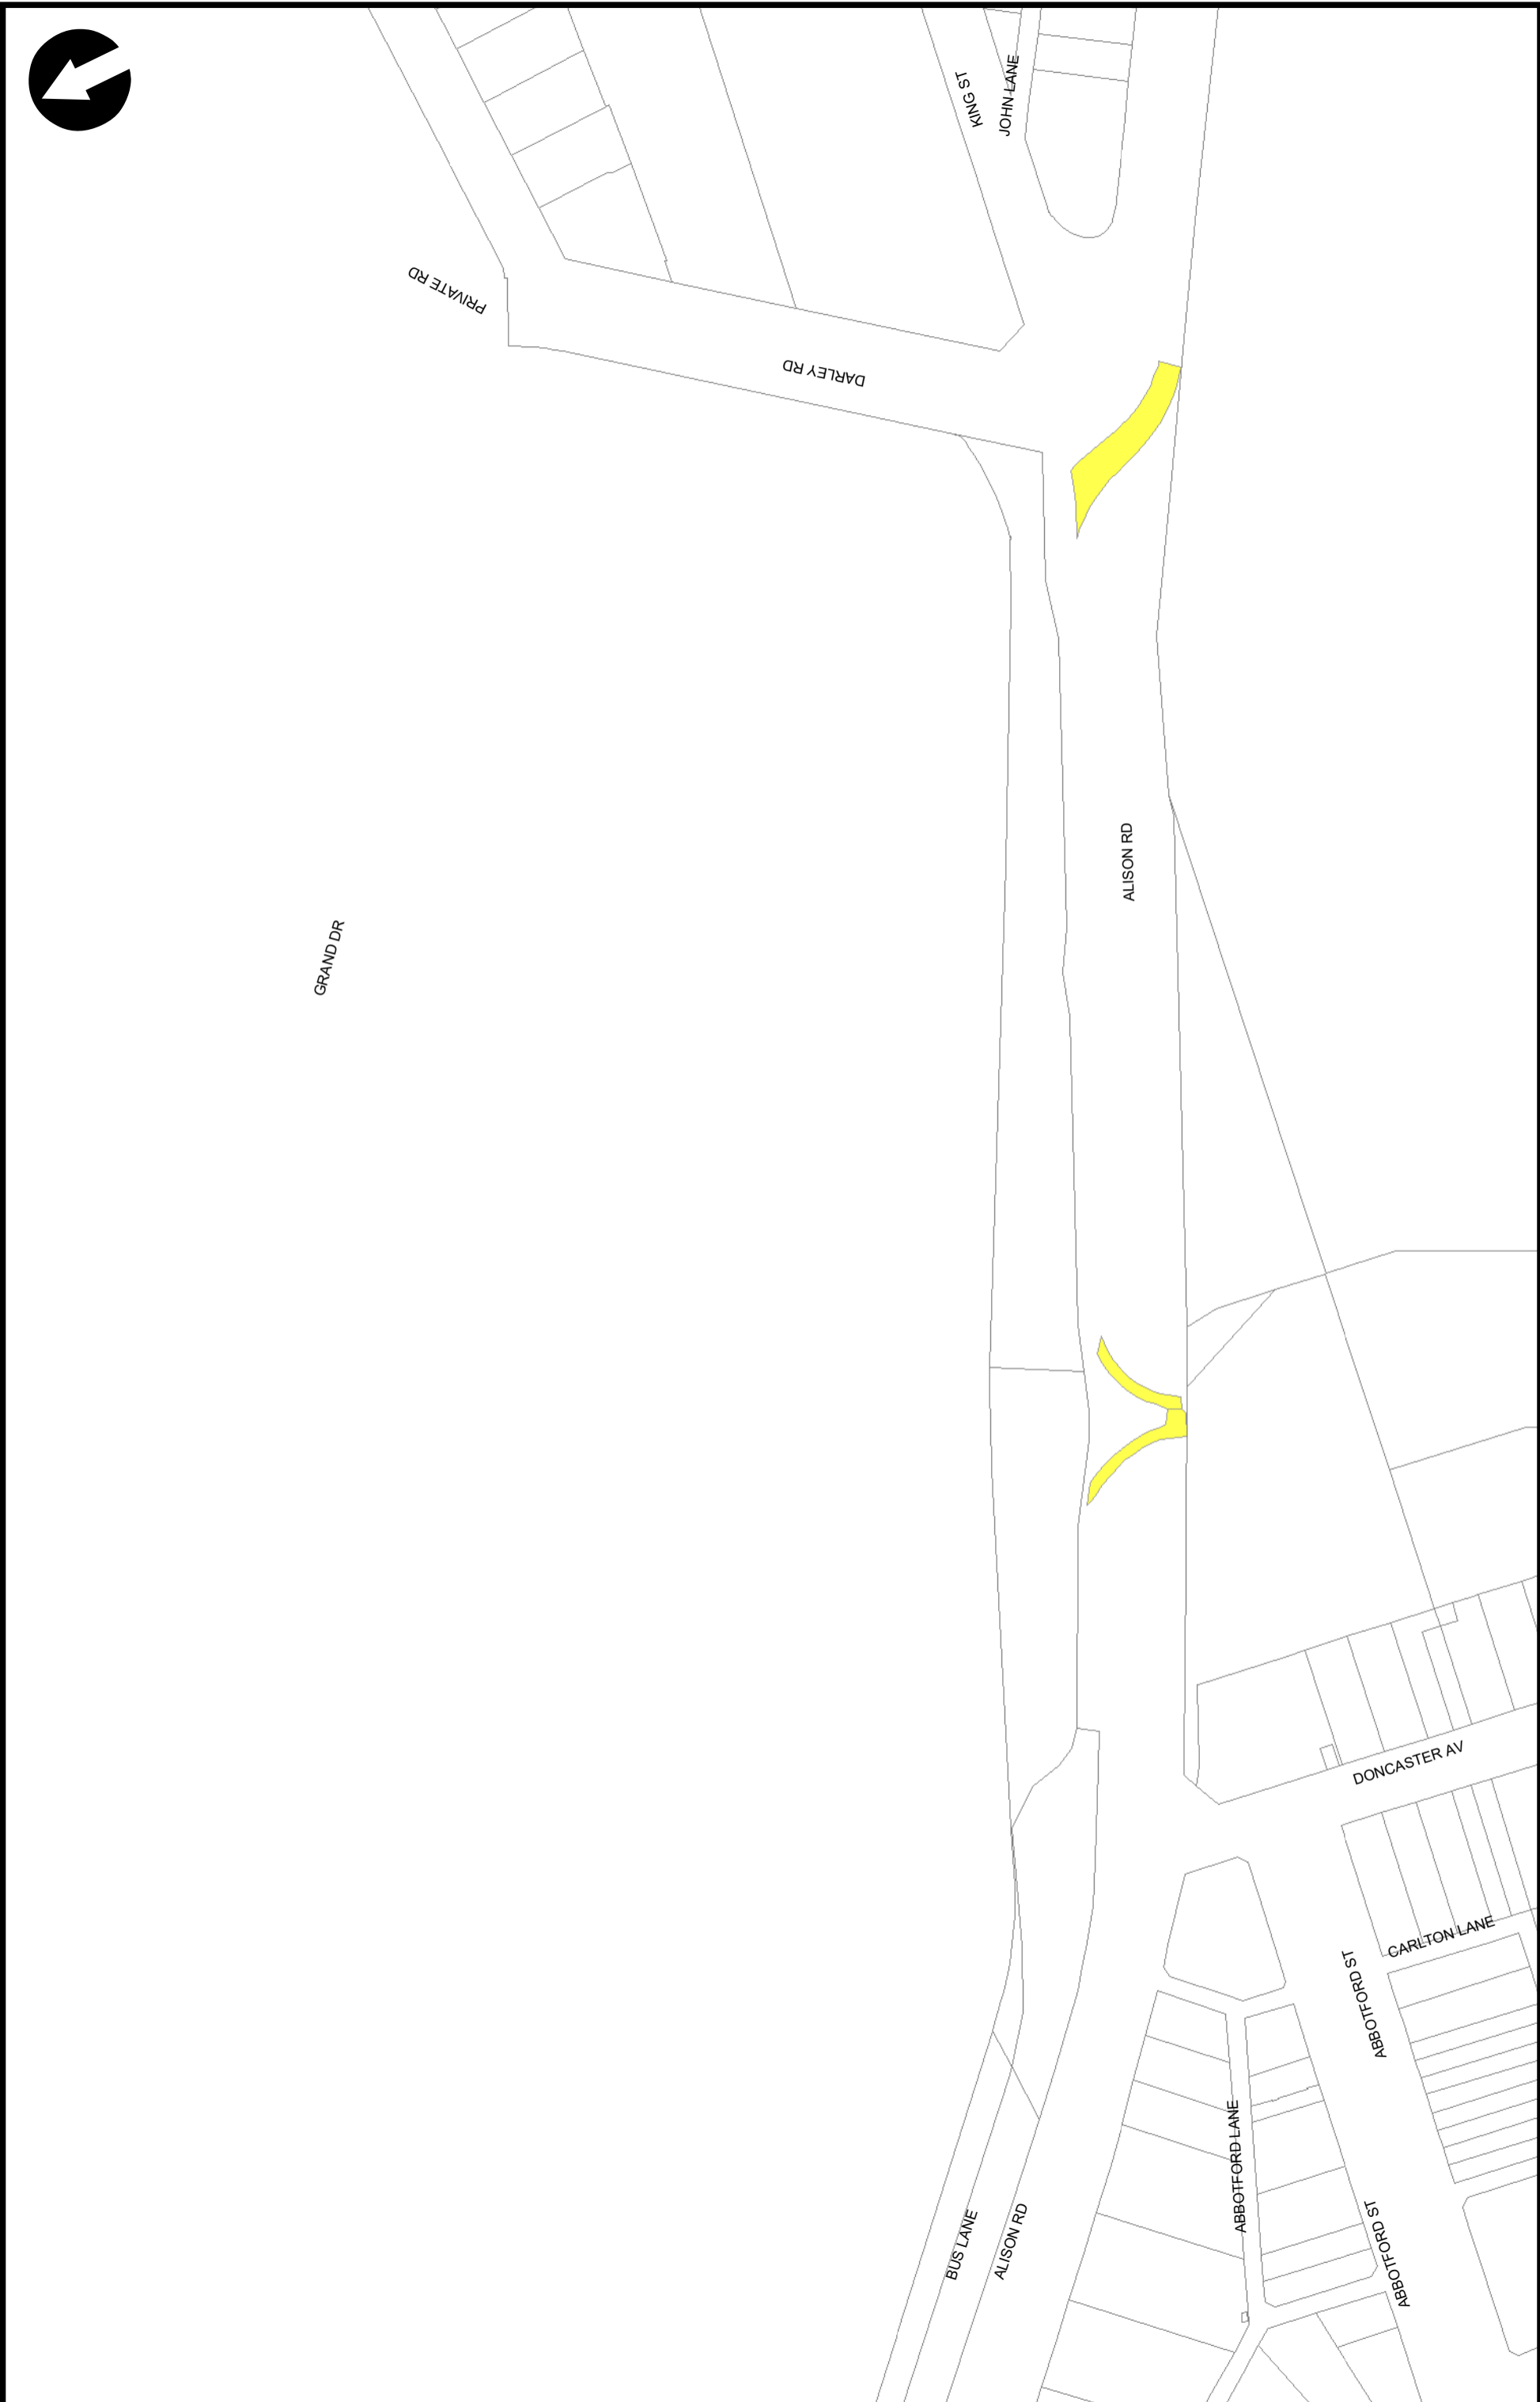 KING ST
JOHN LANE
PRIVATE RD
DARLEY RD
ALISON RD
GRAND DR
DONCASTER AV
CARLTON LANE
ABBOTFORD ST
ABBOTFORD LANE
ABBOTFORD ST
BUS LANE
ALISON RD